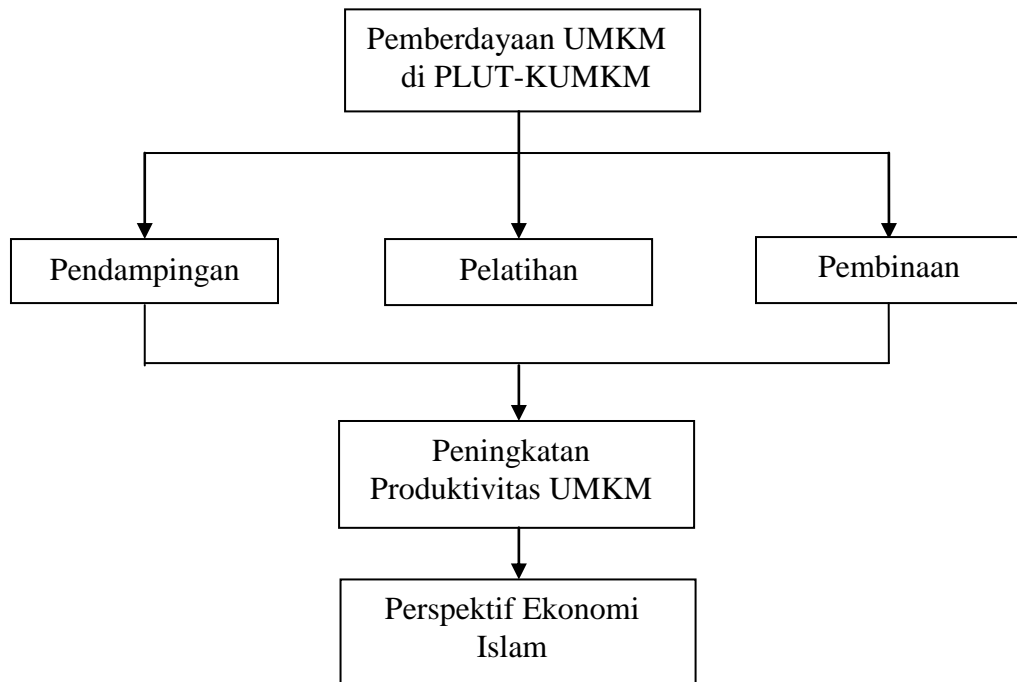 Pemberdayaan UMKM
di PLUT-KUMKM
Pendampingan
Pelatihan
Pembinaan
Peningkatan
Produktivitas UMKM
Perspektif Ekonomi
Islam